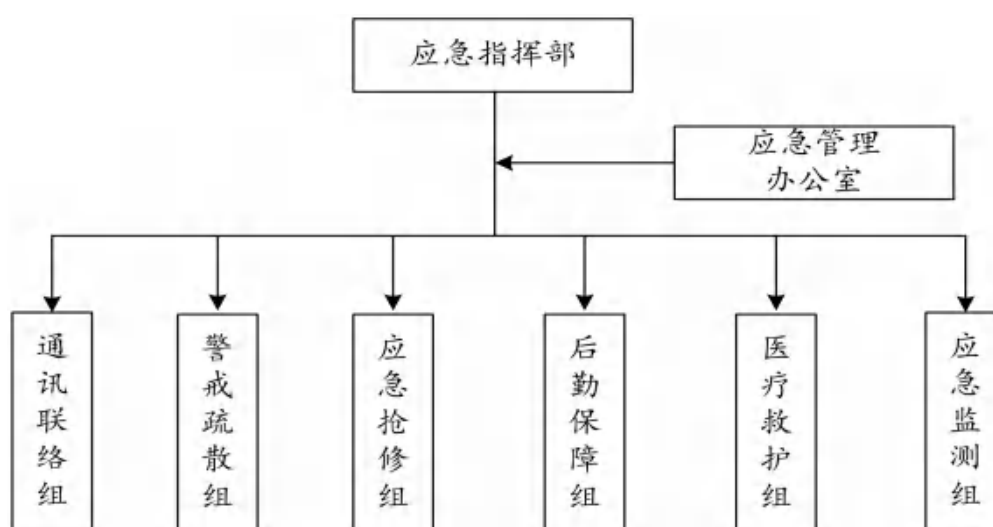 应急指挥部
应急管理
办公室
通讯联络组
警戒疏散组
应急抢修组
后勤保障组
医疗救护组
应急监测组